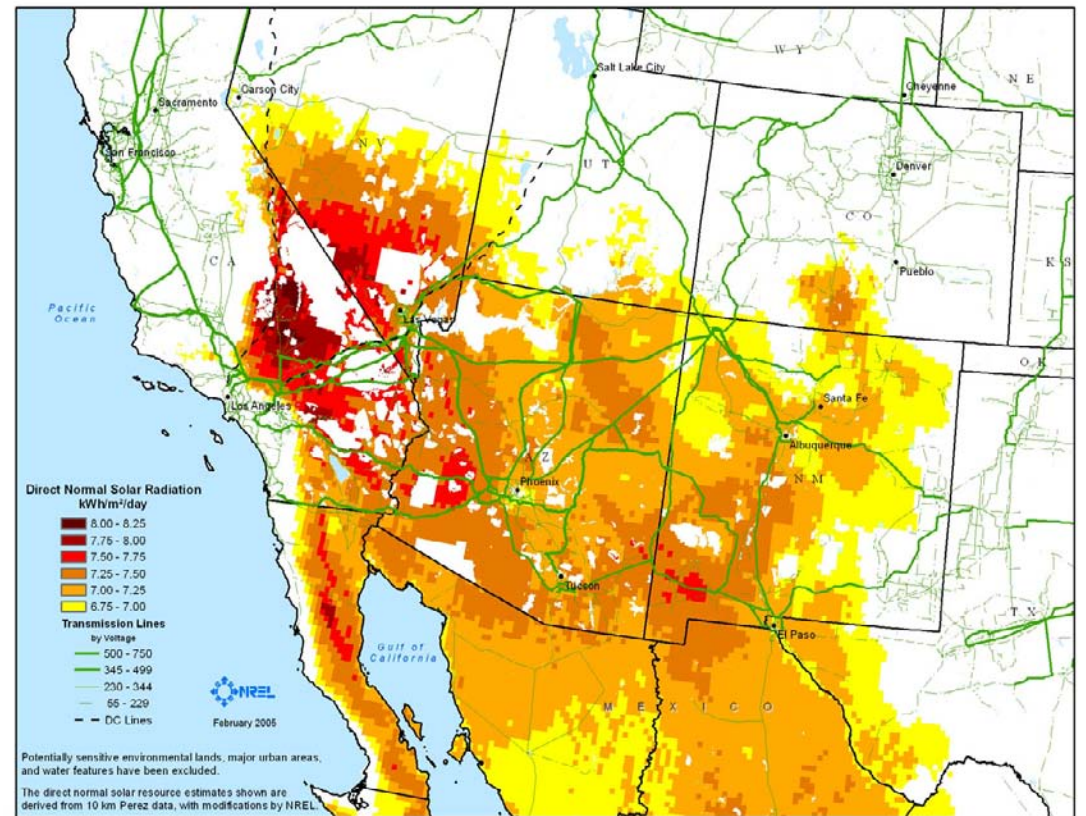 WY
NE
Salt Lake City
Cheyenne
Carson City
Sacramento
San Francisco
NV
UT
Denver
CO
Pueblo
KS
CA
Pacific
Ocean
Las Vegas
OK
Los Angeles
Santa Fe
Albuquerque
AZ
NM
Phoenix
Tucson
TX
El Paso
Gulf of
California
MEXICO
Direct Normal Solar Radiation
kWh/m²/day
8.00 - 8.25
7.75 - 8.00
7.50 - 7.75
7.25 - 7.50
7.00 - 7.25
6.75 - 7.00
Transmission Lines
by Voltage
500 - 750
345 - 499
230 - 344
55 - 229
DC Lines
NREL
February 2005
Potentially sensitive environmental lands, major urban areas,
and water features have been excluded.
The direct normal solar resource estimates shown are
derived from 10 km Perez data, with modifications by NREL.